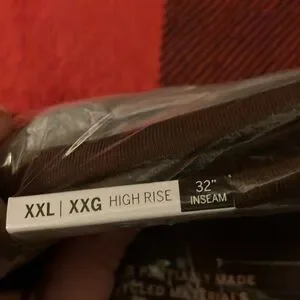 XXL | XXG HIGH RISE
32"
INSEAM
MADE